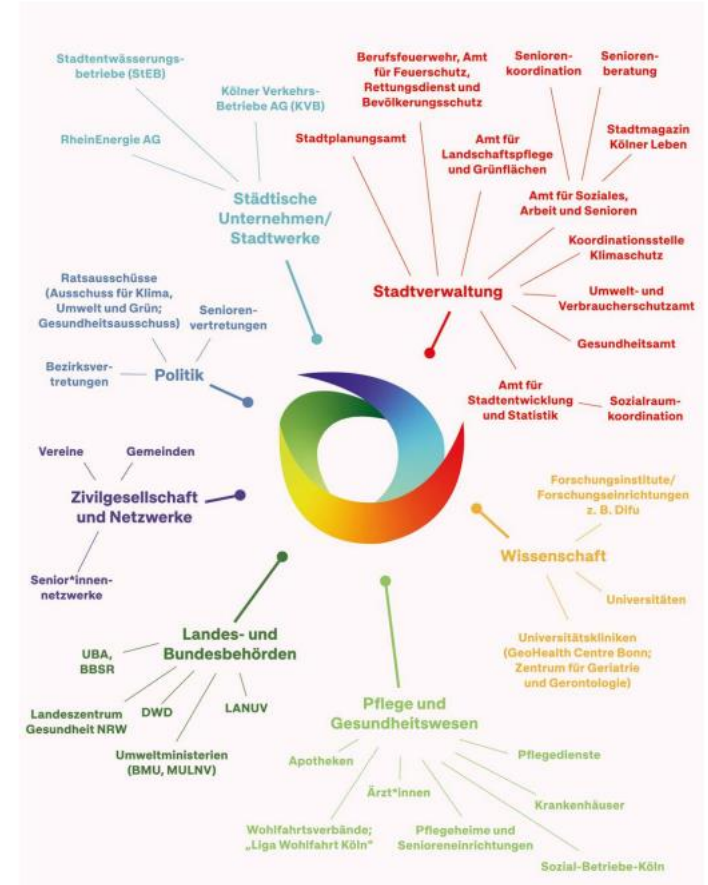 Stadtentwässerungs-
betriebe (StEB)
Kölner Verkehrs-
Betriebe AG (KVB)
RheinEnergie AG
Städtische
Unternehmen/
Stadtwerke
Berufsfeuerwehr, Amt
für Feuerschutz,
Rettungsdienst und
Bevölkerungsschutz
Senioren-
koordination
Senioren-
beratung
Stadtplanungsamt
Amt für
Landschaftspflege
und Grünflächen
Stadtmagazin
Kölner Leben
Amt für Soziales,
Arbeit und Senioren
Koordinationsstelle
Klimaschutz
Stadtverwaltung
Umwelt- und
Verbraucherschutzamt
Gesundheitsamt
Amt für
Stadtentwicklung
und Statistik
Sozialraum-
koordination
Ratsausschüsse
(Ausschuss für Klima,
Umwelt und Grün;
Gesundheitsausschuss)
Senioren-
vertretungen
Bezirksver-
tretungen
Politik
Vereine
Gemeinden
Zivilgesellschaft
und Netzwerke
Senior*innen-
netzwerke
Forschungsinstitute/
Forschungseinrichtungen
z. B. Difu
Wissenschaft
Universitäten
Universitätskliniken
(GeoHealth Centre Bonn;
Zentrum für Geriatrie
und Gerontologie)
Landes- und
Bundesbehörden
UBA,
BBSR
Landeszentrum
Gesundheit NRW
DWD
LANUV
Umweltministerien
(BMU, MULNV)
Pflege und
Gesundheitswesen
Apotheken
Ärzt*innen
Pflegedienste
Krankenhäuser
Wohlfahrtsverbände;
„Liga Wohlfahrt Köln“
Pflegeheime und
Senioreneinrichtungen
Sozial-Betriebe-Köln